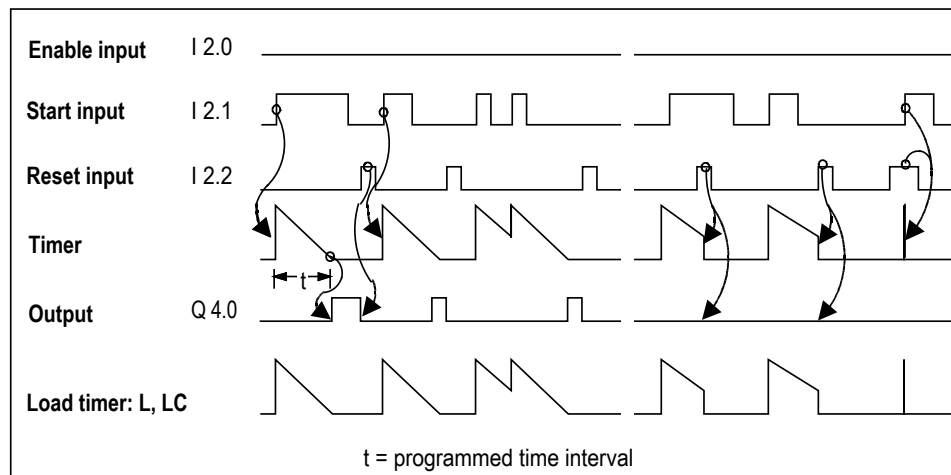 Enable input I 2.0
Start input I 2.1
Reset input I 2.2
Timer
t
Output Q 4.0
Load timer: L, LC
t = programmed time interval